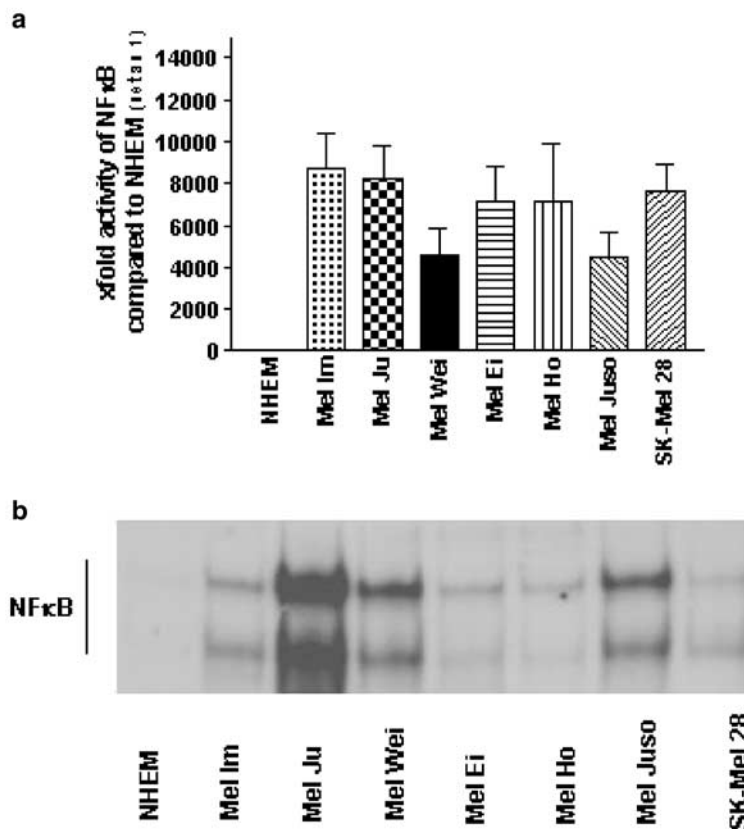 a
xfold activity of NFκB
compared to NHEM
14000
12000
10000
8000
6000
4000
2000
0
NHEM
Mel Im
Mel Ju
Mel Wei
Mel Ei
Mel Ho
Mel Juso
SK-Mel 28
b
NFκB
NHEM
Mel Im
Mel Ju
Mel Wei
Mel Ei
Mel Ho
Mel Juso
SK-Mel 28